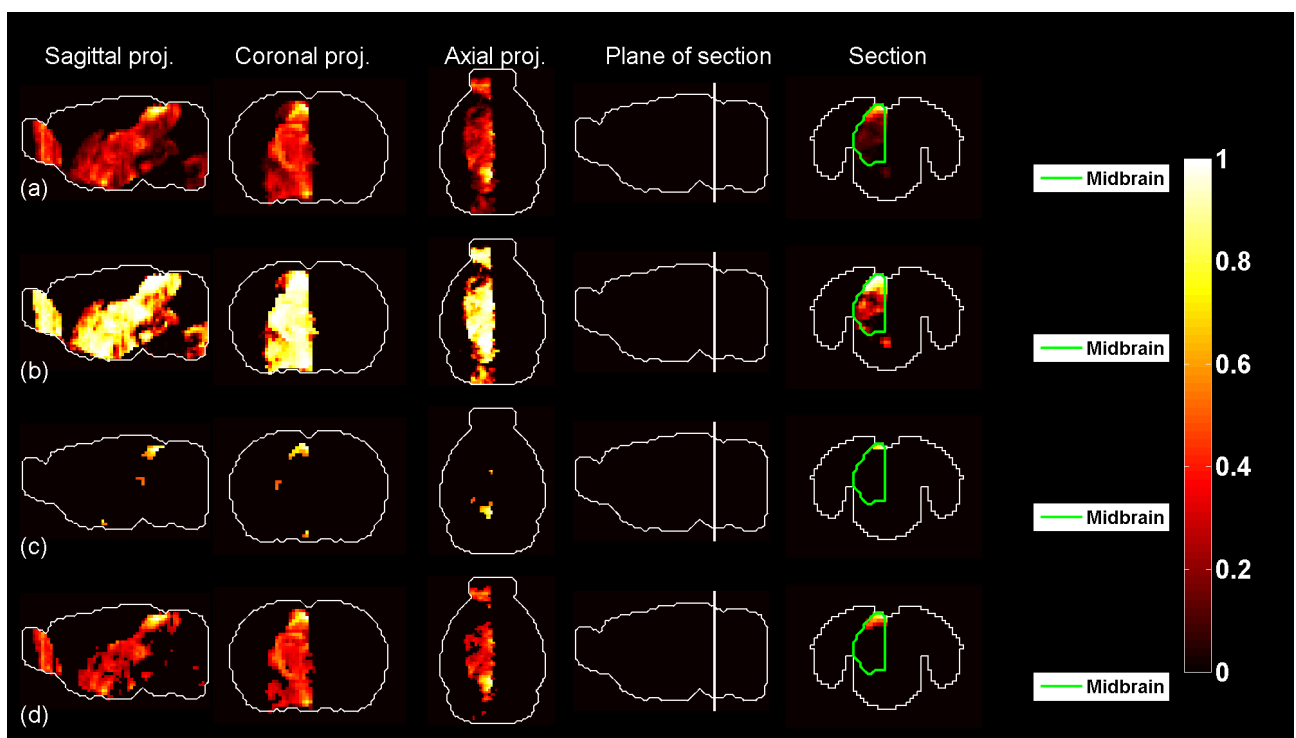 Sagittal proj. Coronal proj. Axial proj. Plane of section Section
(a)
Midbrain
(b)
Midbrain
(c)
Midbrain
(d)
Midbrain
1
0.8
0.6
0.4
0.2
0